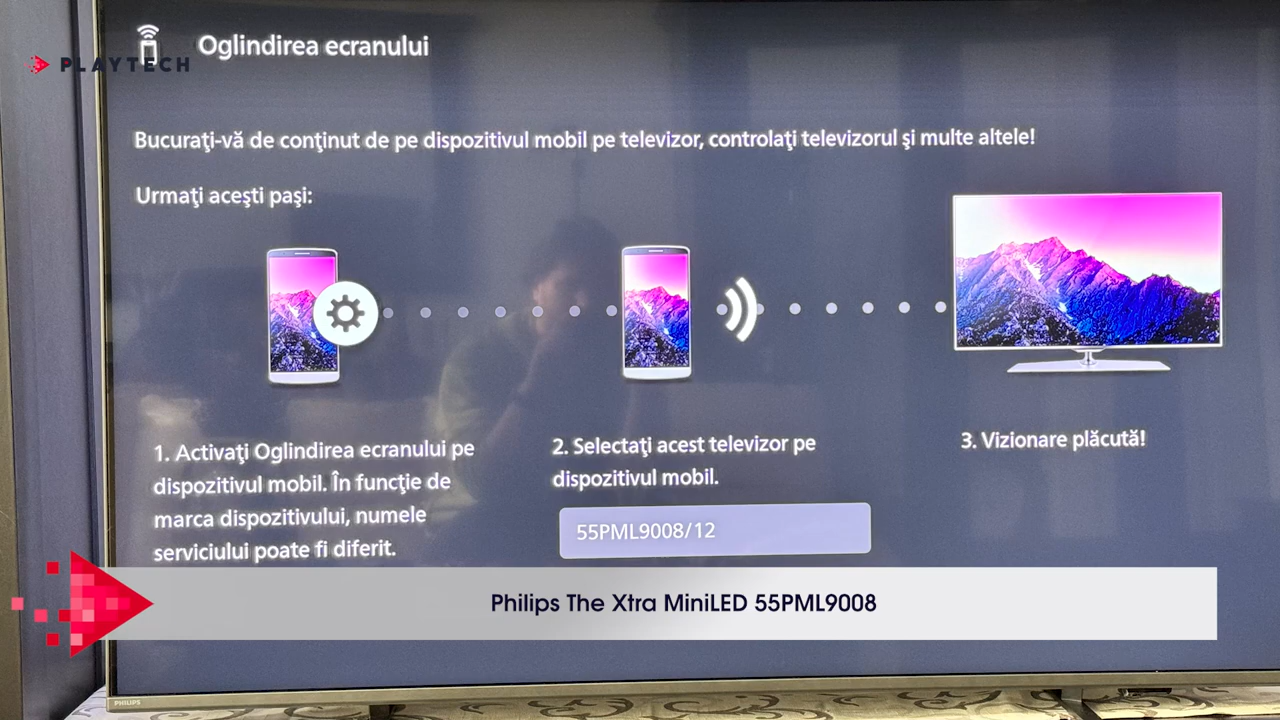 Oglindirea ecranului
PLAYTECH
Bucuraţi-vă de conţinut de pe dispozitivul mobil pe televizor, controlaţi televizorul şi multe altele!
Urmaţi aceşti paşi:
1. Activaţi Oglindirea ecranului pe
dispozitivul mobil. În funcţie de
marca dispozitivului, numele
serviciului poate fi diferit.
2. Selectaţi acest televizor pe
dispozitivul mobil.
55PML9008/12
3. Vizionare plăcută!
Philips The Xtra MiniLED 55PML9008
PHILIPS